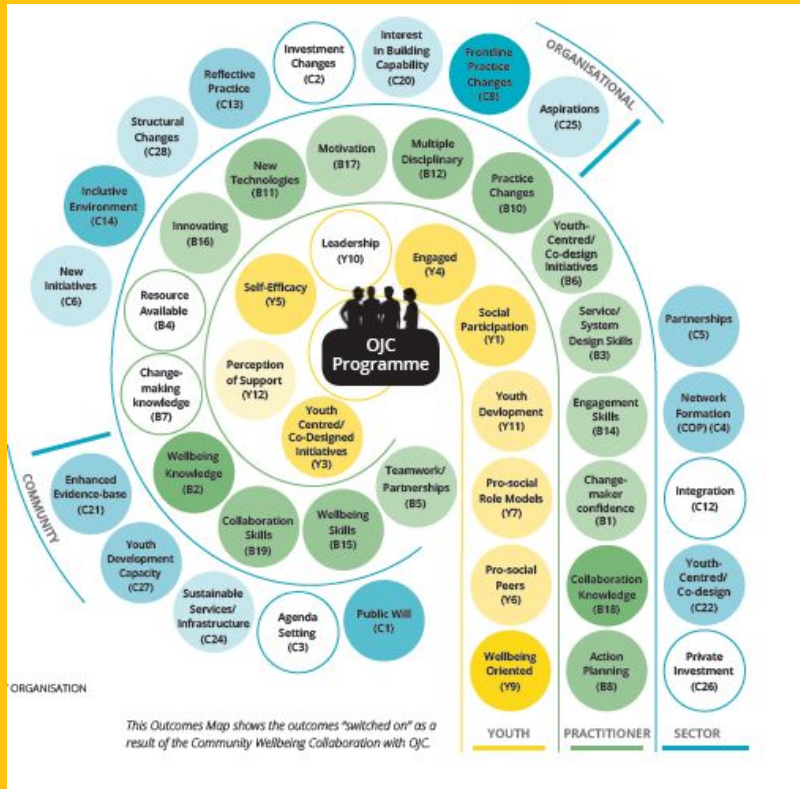 Investment
Changes
(C2)
Interest
In Building
Capability
(C20)
Frontline
Practice
Changes
(C8)
ORGANISATIONAL
Aspirations
(C25)
Reflective
Practice
(C13)
Structural
Changes
(C28)
Inclusive
Environment
(C14)
New
Initiatives
(C6)
Motivation
(B17)
Multiple
Disciplinary
(B12)
New
Technologies
(B11)
Practice
Changes
(B10)
Innovating
(B16)
Youth-
Centred/
Co-design
Initiatives
(B6)
Resource
Available
(B4)
Service/
System
Design Skills
(B3)
Change-
making
knowledge
(B7)
Engagement
Skills
(B14)
Wellbeing
Knowledge
(B2)
Collaboration
Skills
(B19)
Wellbeing
Skills
(B15)
Teamwork/
Partnerships
(B5)
Change-
maker
confidence
(B1)
Collaboration
Knowledge
(B18)
Action
Planning
(B8)
Leadership
(Y10)
Engaged
(Y4)
Self-Efficacy
(Y5)
Social
Participation
(Y1)
OJC
Programme
Perception
of Support
(Y12)
Youth
Centred/
Co-Designed
Initiatives
(Y3)
Youth
Devlopment
(Y11)
Pro-social
Role Models
(Y7)
Pro-social
Peers
(Y6)
Wellbeing
Oriented
(Y9)
Partnerships
(C5)
Network
Formation
(COP) (C4)
Integration
(C12)
Youth-
Centred/
Co-design
(C22)
Private
Investment
(C26)
COMMUNITY
Enhanced
Evidence-base
(C21)
Youth
Development
Capacity
(C27)
Sustainable
Services/
Infrastructure
(C24)
Agenda
Setting
(C3)
Public Will
(C1)
ORGANISATION
This Outcomes Map shows the outcomes "switched on" as a
result of the Community Wellbeing Collaboration with OJC.
YOUTH
PRACTITIONER
SECTOR